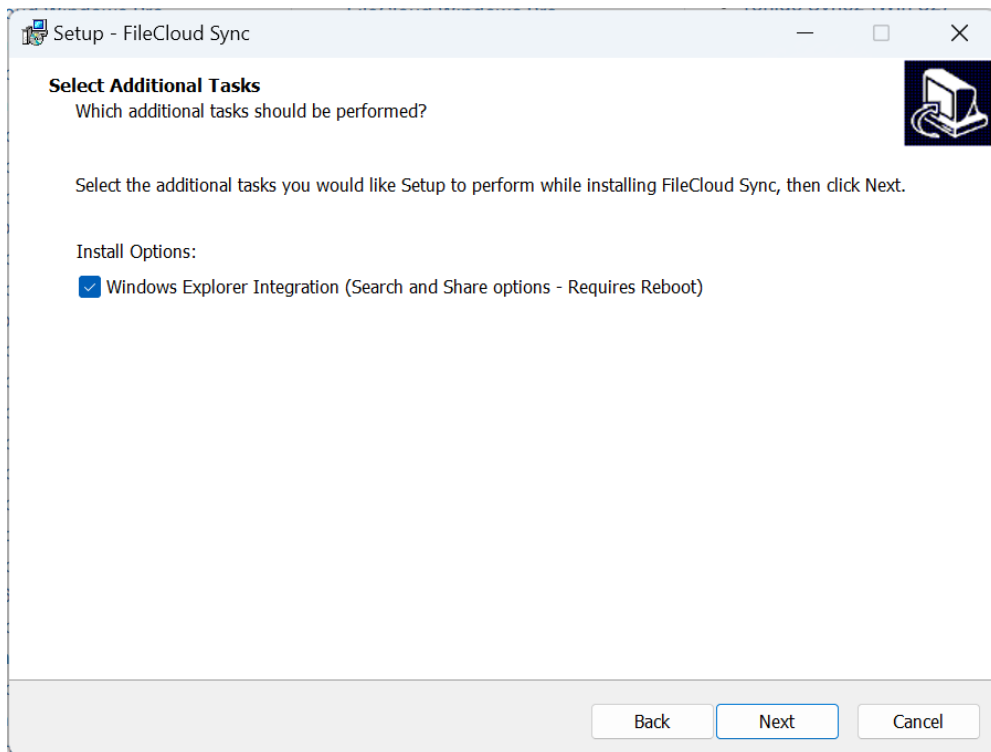 Setup - FileCloud Sync
Select Additional Tasks
Which additional tasks should be performed?
Select the additional tasks you would like Setup to perform while installing FileCloud Sync, then click Next.
Install Options:
Windows Explorer Integration (Search and Share options - Requires Reboot)
Back
Next
Cancel